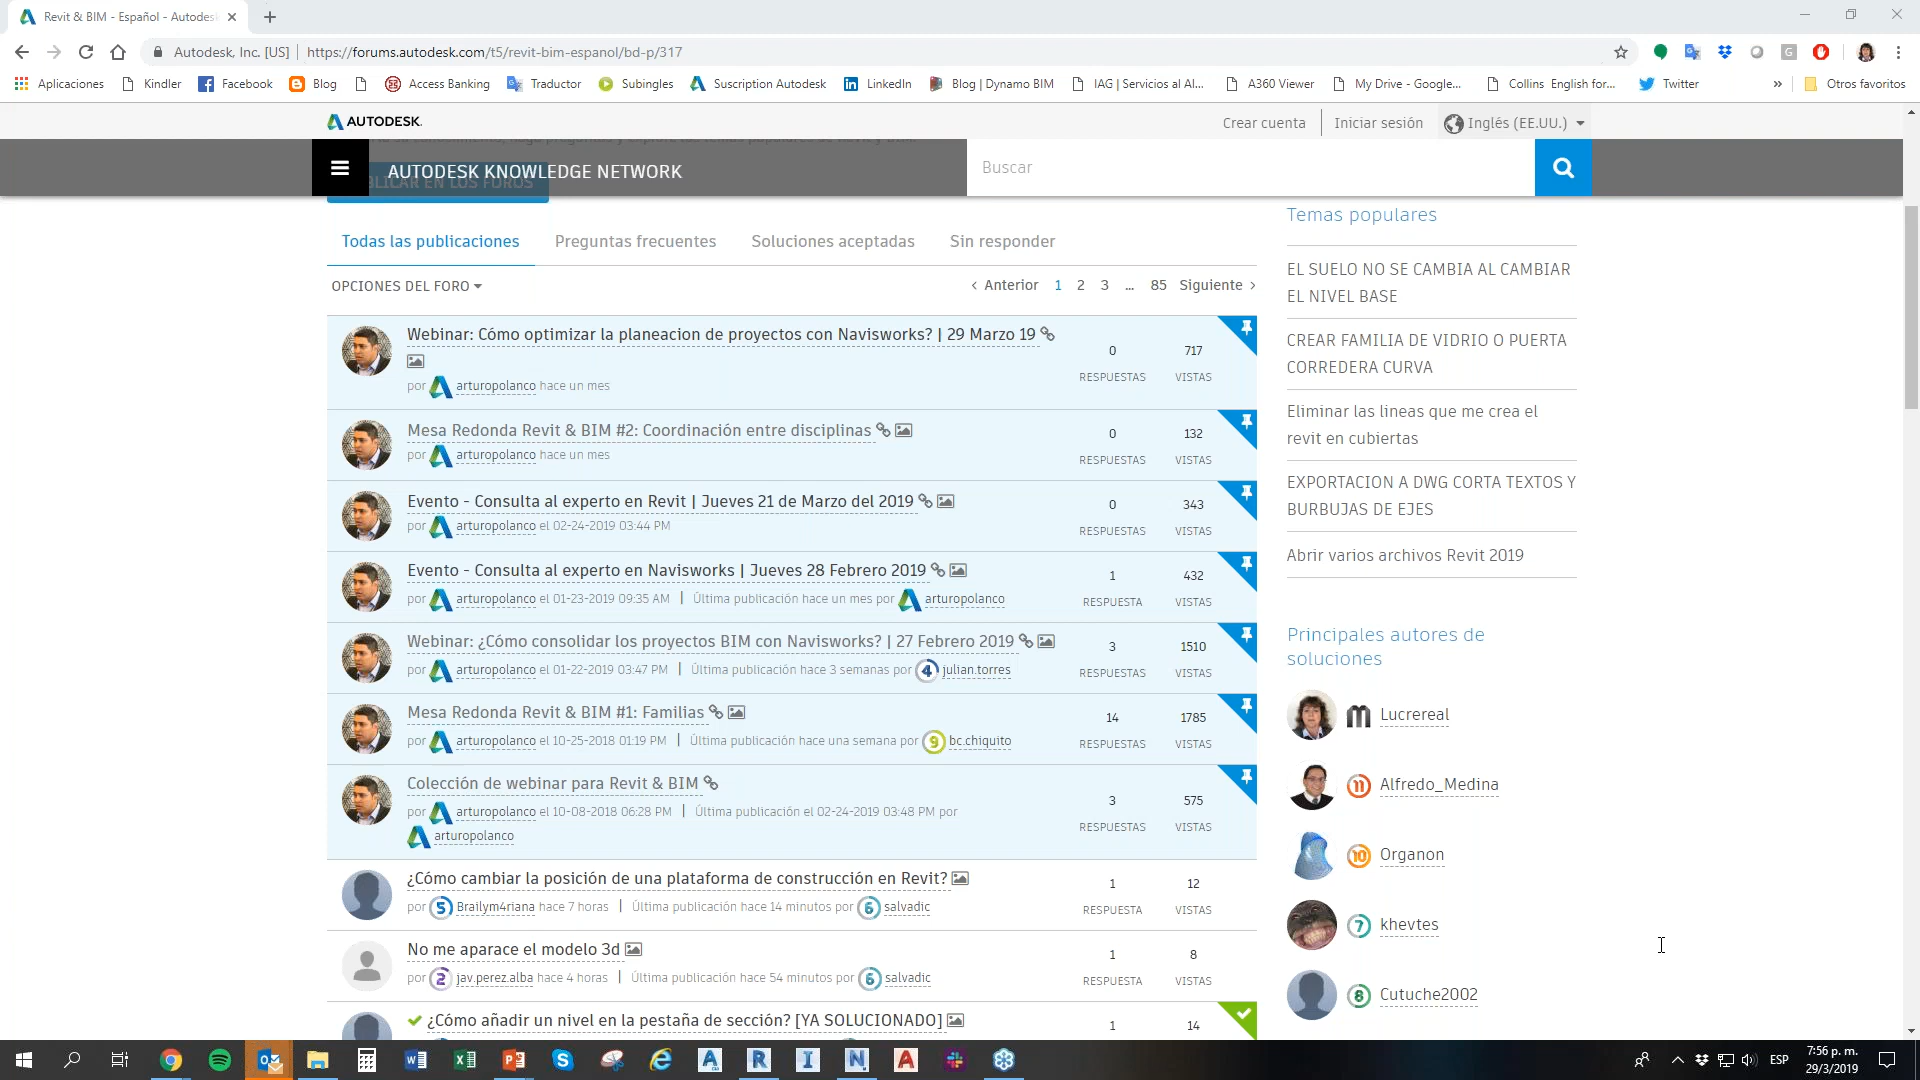 Revit & BIM - Español - Autodes
Autodesk, Inc. [US] | https://forums.autodesk.com/t5/revit-bim-espanol/bd-p/317
Aplicaciones Kindler Facebook Blog Access Banking Traductor Subingles Suscription Autodesk LinkedIn Blog | Dynamo BIM IAG | Servicios al Al... A360 Viewer My Drive - Google... Collins English for... Twitter » Otros favoritos
AUTODESK. Crear cuenta Iniciar sesión Inglés (EE.UU.)
AUTODESK KNOWLEDGE NETWORK Buscar
Todas las publicaciones Preguntas frecuentes Soluciones aceptadas Sin responder
OPCIONES DEL FORO ‹ Anterior 1 2 3 ... 85 Siguiente ›
Webinar: Cómo optimizar la planeacion de proyectos con Navisworks? | 29 Marzo 19
por arturopolanco hace un mes
0 RESPUESTAS 717 VISTAS
Mesa Redonda Revit & BIM #2: Coordinación entre disciplinas
por arturopolanco hace un mes
0 RESPUESTAS 132 VISTAS
Evento - Consulta al experto en Revit | Jueves 21 de Marzo del 2019
por arturopolanco el 02-24-2019 03:44 PM
0 RESPUESTAS 343 VISTAS
Evento - Consulta al experto en Navisworks | Jueves 28 Febrero 2019
por arturopolanco el 01-23-2019 09:35 AM | Última publicación hace un mes por arturopolanco
1 RESPUESTA 432 VISTAS
Webinar: ¿Cómo consolidar los proyectos BIM con Navisworks? | 27 Febrero 2019
por arturopolanco el 01-22-2019 03:47 PM | Última publicación hace 3 semanas por 4 julian.torres
3 RESPUESTAS 1510 VISTAS
Mesa Redonda Revit & BIM #1: Familias
por arturopolanco el 10-25-2018 01:19 PM | Última publicación hace una semana por 9 bc.chiquito
14 RESPUESTAS 1785 VISTAS
Colección de webinar para Revit & BIM
por arturopolanco el 10-08-2018 06:28 PM | Última publicación el 02-24-2019 03:48 PM por
arturopolanco
3 RESPUESTAS 575 VISTAS
¿Cómo cambiar la posición de una plataforma de construcción en Revit?
por 5 Brailym4riana hace 7 horas | Última publicación hace 14 minutos por 6 salvadic
1 RESPUESTA 12 VISTAS
No me aparace el modelo 3d
por 2 jav.perez.alba hace 4 horas | Última publicación hace 54 minutos por 6 salvadic
1 RESPUESTAS 8 VISTAS
¿Cómo añadir un nivel en la pestaña de sección? [YA SOLUCIONADO]
1 14
Temas populares
EL SUELO NO SE CAMBIA AL CAMBIAR
EL NIVEL BASE
CREAR FAMILIA DE VIDRIO O PUERTA
CORREDERA CURVA
Eliminar las lineas que me crea el
revit en cubiertas
EXPORTACION A DWG CORTA TEXTOS Y
BURBUJAS DE EJES
Abrir varios archivos Revit 2019
Principales autores de
soluciones
Lucrereal
11 Alfredo_Medina
10 Organon
7 khevtes
8 Cutuche2002
ESP 7:56 p. m.
29/3/2019